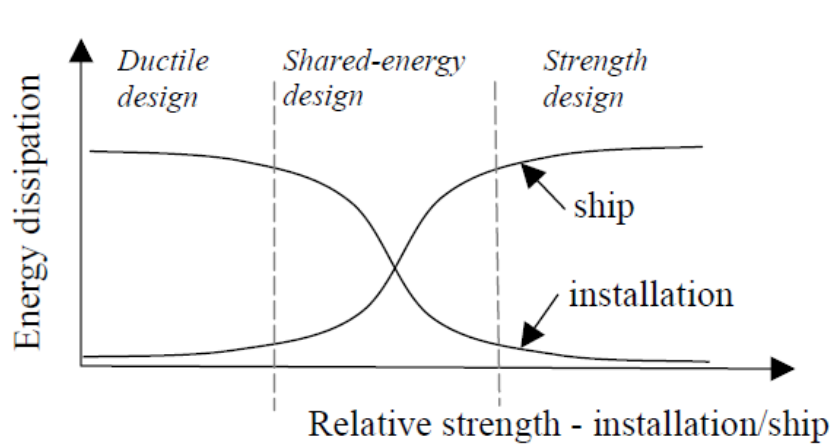 Ductile
design
Shared-energy
design
Strength
design
Energy dissipation
ship
installation
Relative strength - installation/ship